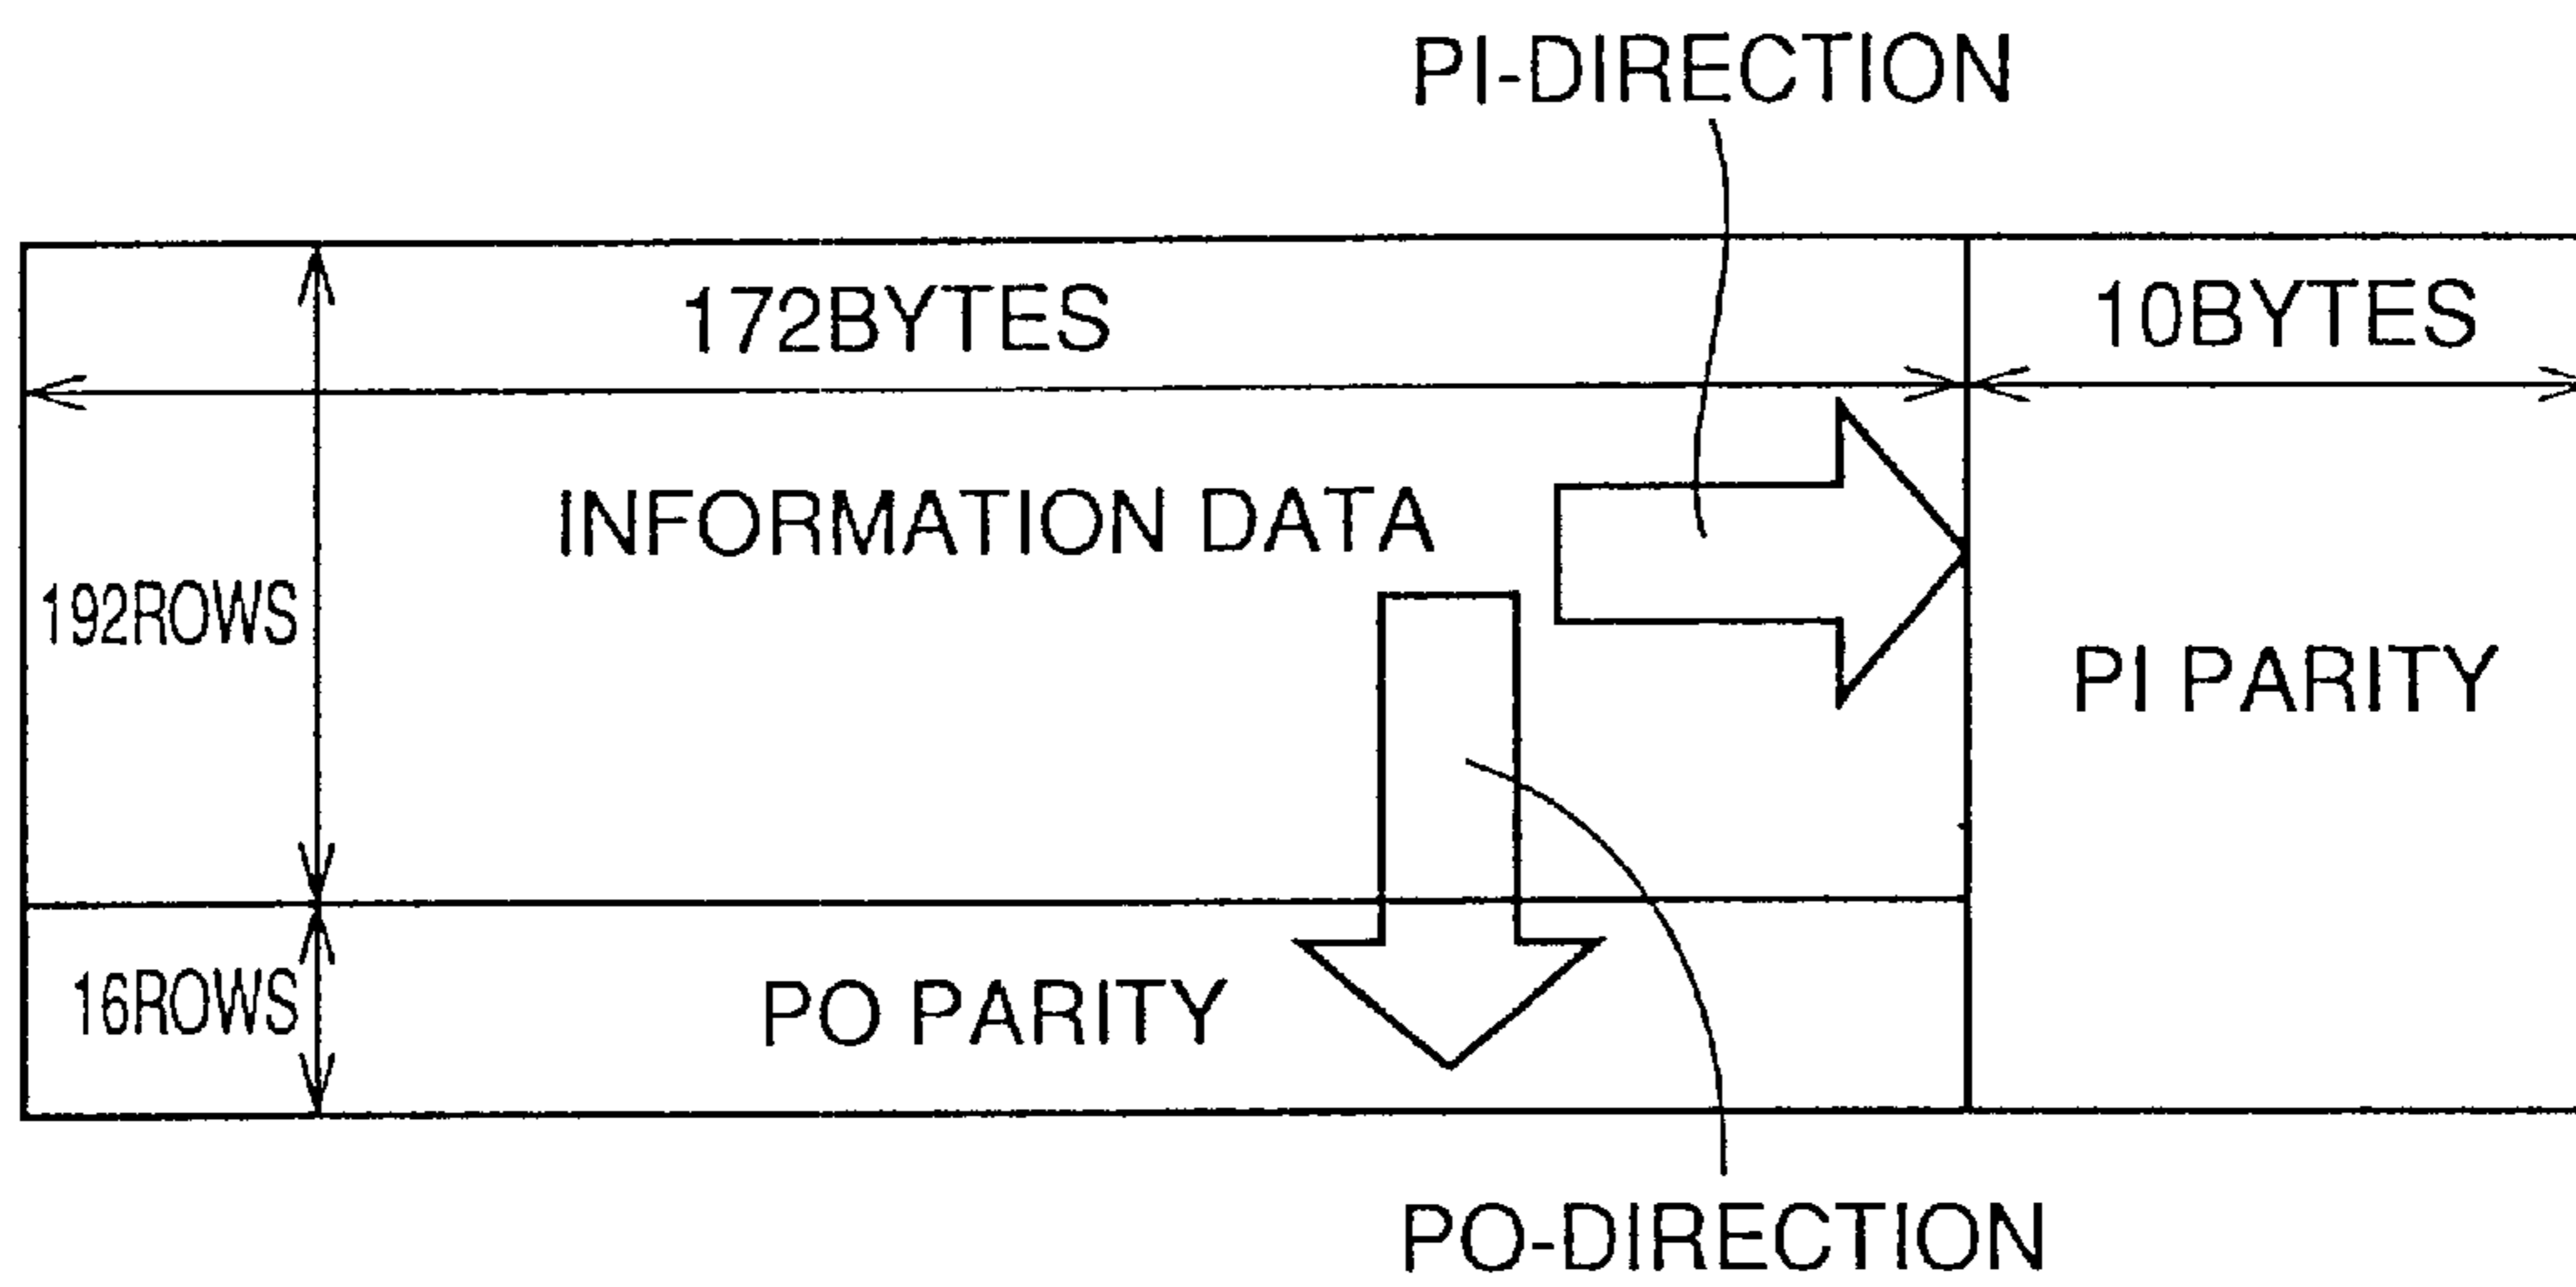 PI-DIRECTION
172BYTES
10BYTES
INFORMATION DATA
192ROWS
PI PARITY
16ROWS
PO PARITY
PO-DIRECTION